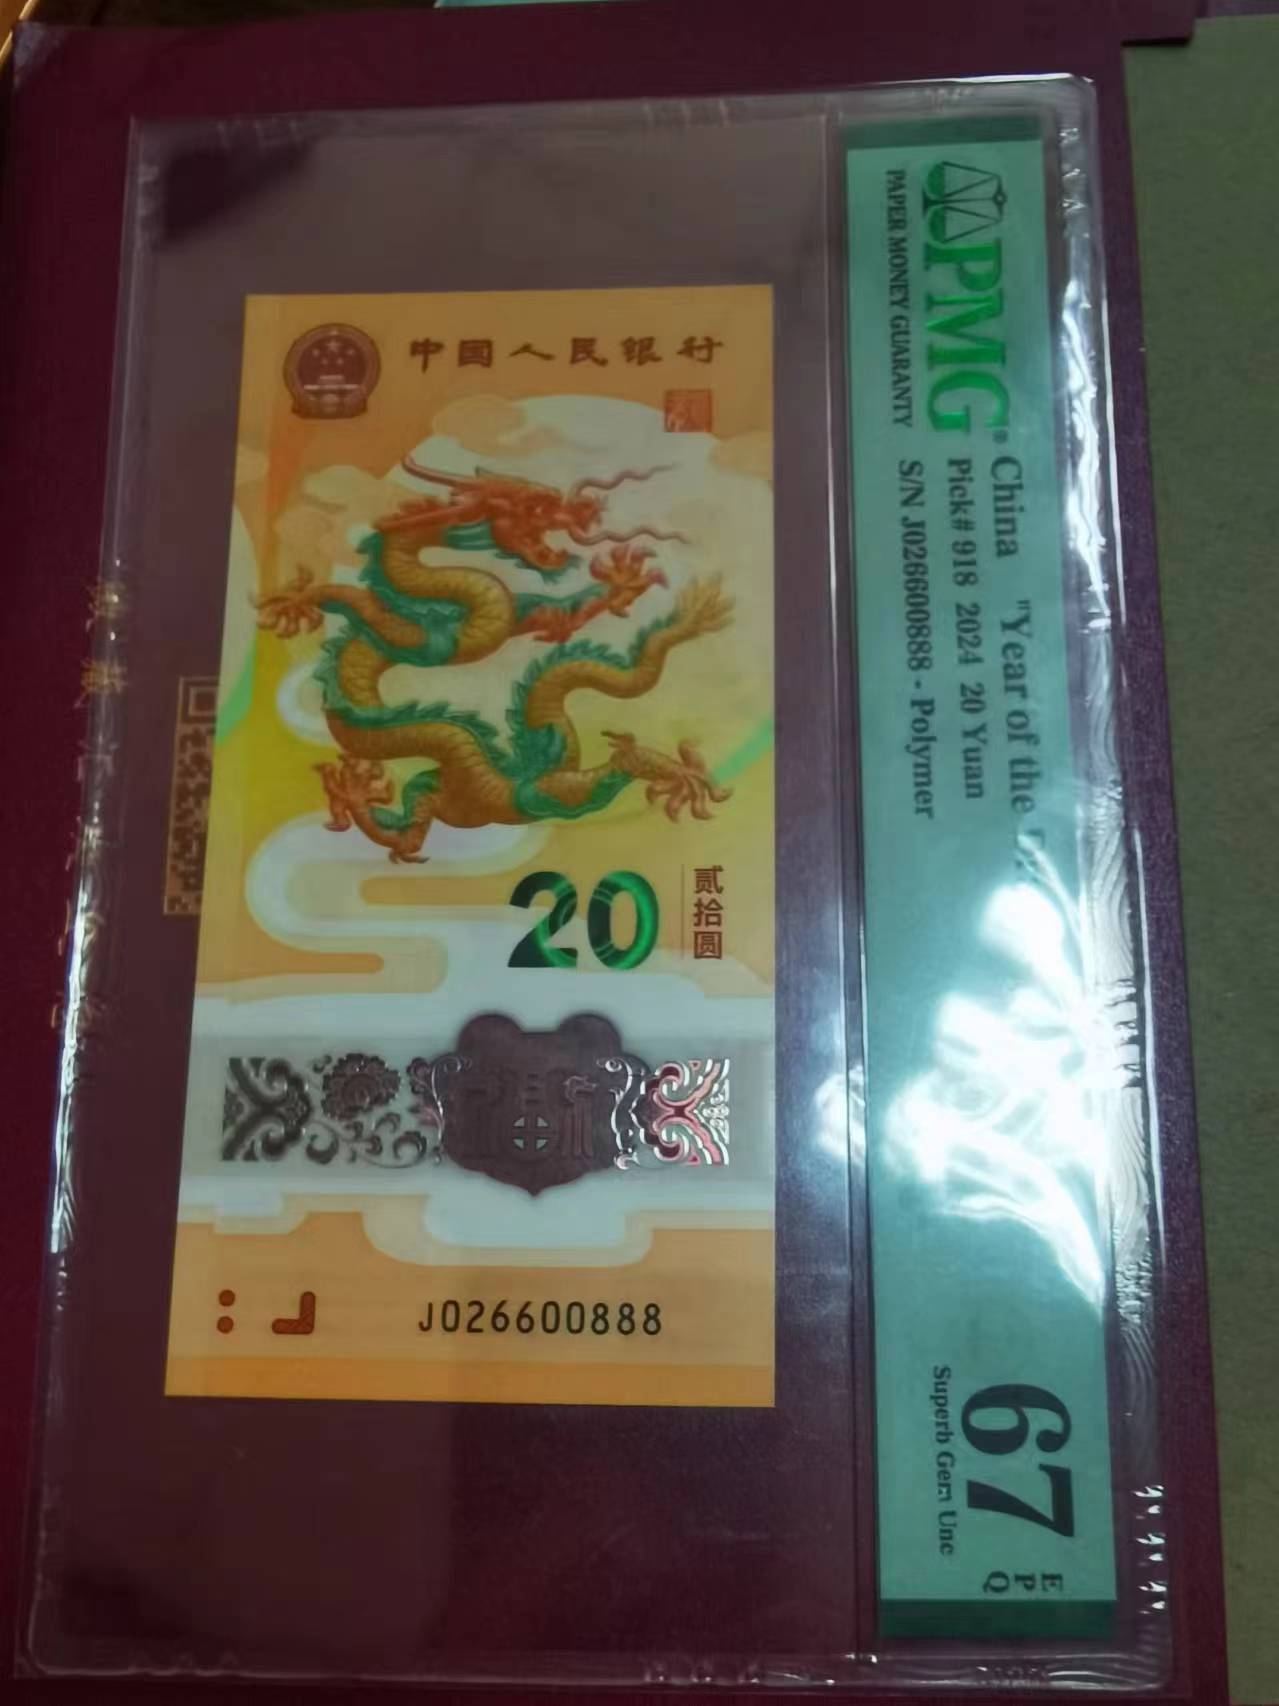 中国人民银行
20
贰拾圆
J026600888
PMG®
PAPER MONEY GUARANTY
China "Year of the
Pick# 918 2024 20 Yuan
S/N J026600888 - Polymer
67
EPQ
Superb Gem Unc